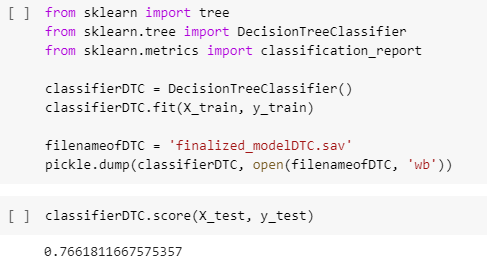 [ ] from sklearn import tree
from sklearn.tree import DecisionTreeClassifier
from sklearn.metrics import classification_report
classifierDTC = DecisionTreeClassifier()
classifierDTC.fit(X_train, y_train)
filenameofDTC = 'finalized_modelDTC.sav'
pickle.dump(classifierDTC, open(filenameofDTC, 'wb'))
[ ] classifierDTC.score(X_test, y_test)
0.7661811667575357